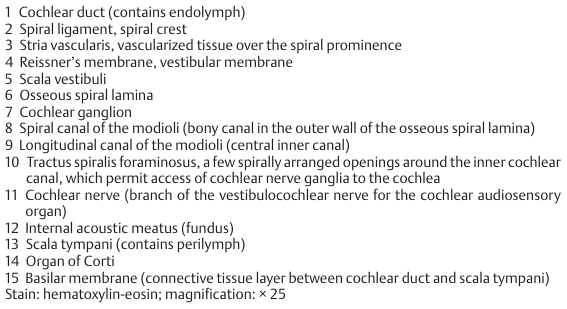 1 Cochlear duct (contains endolymph)
2 Spiral ligament, spiral crest
3 Stria vascularis, vascularized tissue over the spiral prominence
4 Reissner's membrane, vestibular membrane
5 Scala vestibuli
6 Osseous spiral lamina
7 Cochlear ganglion
8 Spiral canal of the modioli (bony canal in the outer wall of the osseous spiral lamina)
9 Longitudinal canal of the modioli (central inner canal)
10 Tractus spiralis foraminosus, a few spirally arranged openings around the inner cochlear
canal, which permit access of cochlear nerve ganglia to the cochlea
11 Cochlear nerve (branch of the vestibulocochlear nerve for the cochlear audiosensory
organ)
12 Internal acoustic meatus (fundus)
13 Scala tympani (contains perilymph)
14 Organ of Corti
15 Basilar membrane (connective tissue layer between cochlear duct and scala tympani)
Stain: hematoxylin-eosin; magnification: × 25